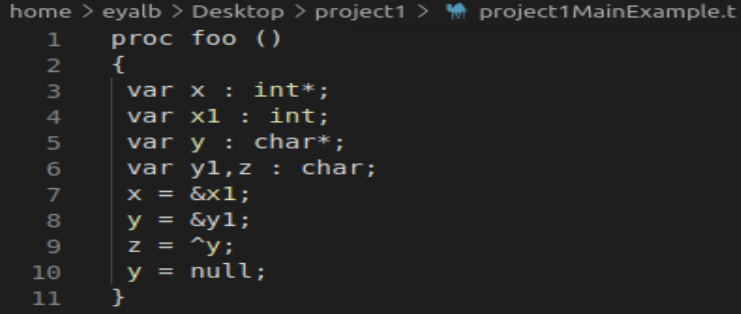 home > eyalb > Desktop > project1 > project1MainExample.t
1 proc foo ()
2 {
3 var x : int*;
4 var x1 : int;
5 var y : char*;
6 var y1,z : char;
7 x = &x1;
8 y = &y1;
9 z = ^y;
10 y = null;
11 }